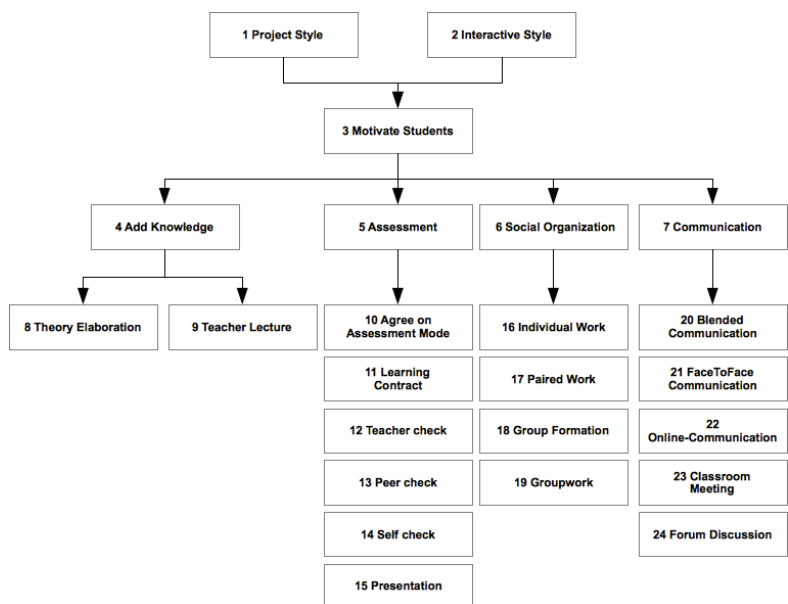 1 Project Style
2 Interactive Style
3 Motivate Students
4 Add Knowledge
5 Assessment
6 Social Organization
7 Communication
8 Theory Elaboration
9 Teacher Lecture
10 Agree on
Assessment Mode
11 Learning
Contract
12 Teacher check
13 Peer check
14 Self check
15 Presentation
16 Individual Work
17 Paired Work
18 Group Formation
19 Groupwork
20 Blended
Communication
21 FaceToFace
Communication
22
Online-Communication
23 Classroom
Meeting
24 Forum Discussion